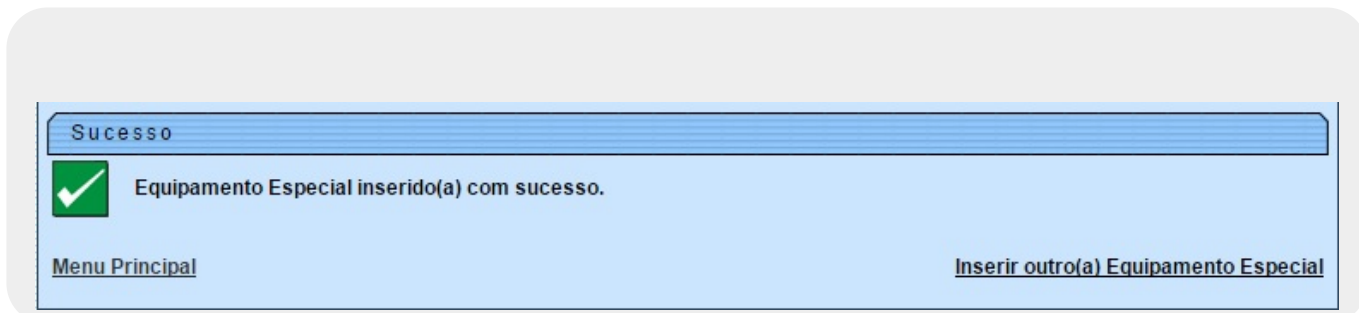 Sucesso
Equipamento Especial inserido(a) com sucesso.
Menu Principal Inserir outro(a) Equipamento Especial